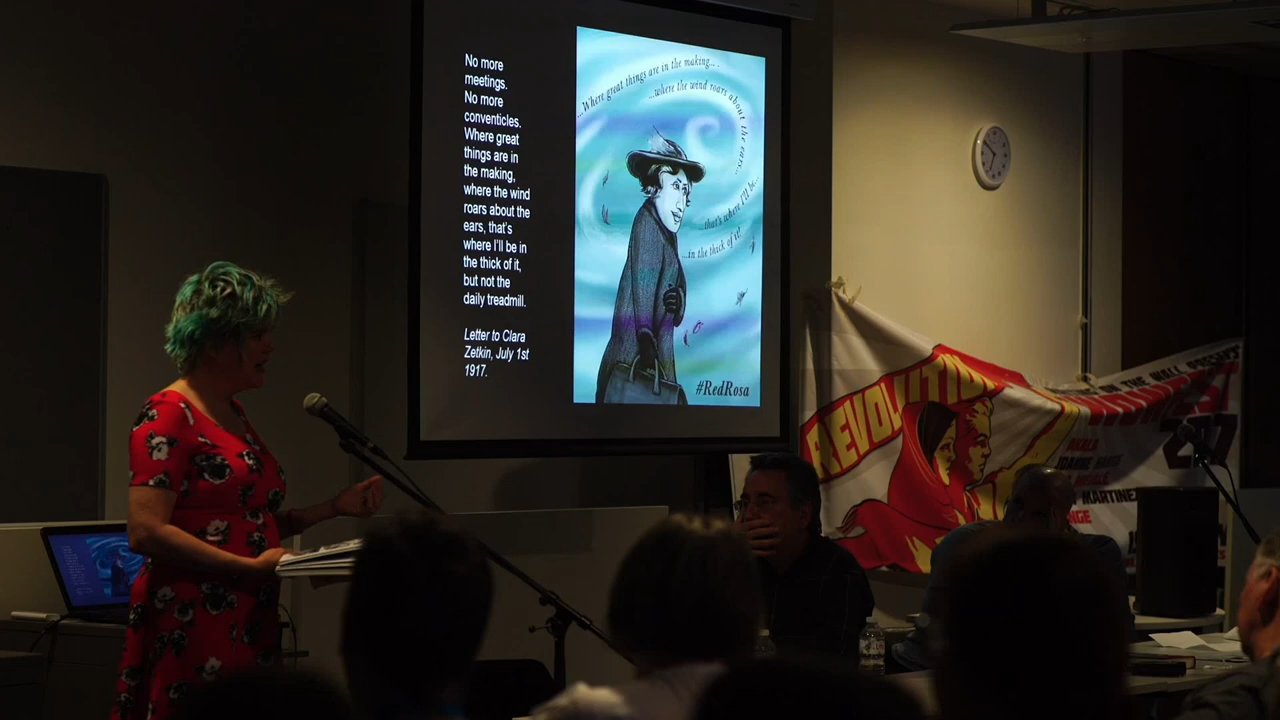 No more
meetings.
No more
conventicles.
Where great
things are in
the making,
where the wind
roars about the
ears, that's
where I'll be in
the thick of it,
but not the
daily treadmill.
Letter to Clara
Zetkin, July 1st
1917.
...Where great things are in the making...
...where the wind roars about the ears...
...that's where I'll be...
...in the thick of it!
#RedRosa
REVOLUTION
ON THE WALL PRESENTS
MARTINEZ